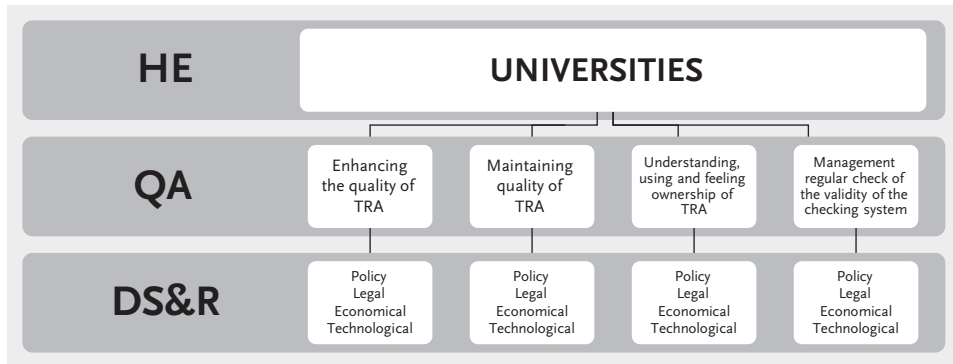 HE
UNIVERSITIES
QA
Enhancing
the quality of
TRA
Maintaining
quality of
TRA
Understanding,
using and feeling
ownership of
TRA
Management
regular check of
the validity of the
checking system
DS&R
Policy
Legal
Economical
Technological
Policy
Legal
Economical
Technological
Policy
Legal
Economical
Technological
Policy
Legal
Economical
Technological